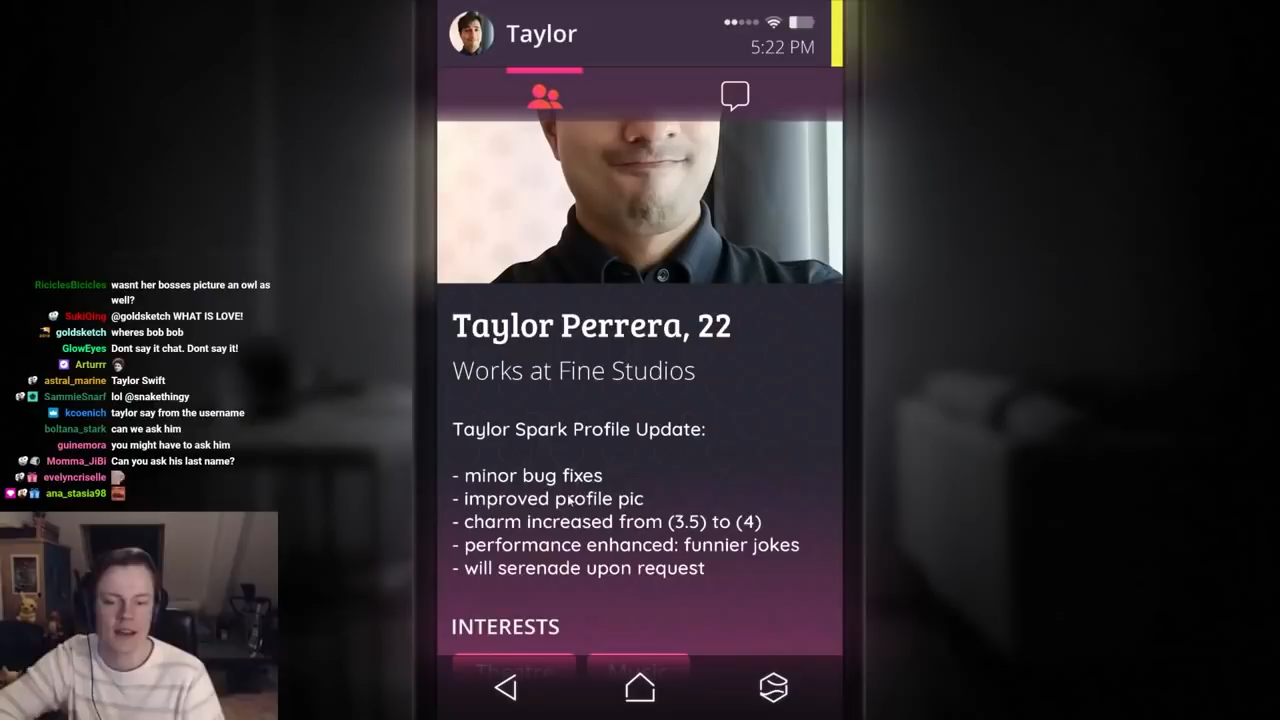 Taylor
5:22 PM
Taylor Perrera, 22
Works at Fine Studios
Taylor Spark Profile Update:
- minor bug fixes
- improved profile pic
- charm increased from (3.5) to (4)
- performance enhanced: funnier jokes
- will serenade upon request
INTERESTS
Theatre Music
RiciclesBicicles wasnt her bosses picture an owl as
well?
SukiGing @goldsketch WHAT IS LOVE!
goldsketch wheres bob bob
GlowEyes Dont say it chat. Dont say it!
Arturrr
astral_marine Taylor Swift
SammieSnarf lol @snakethingy
kcoenich taylor say from the username
boltana_stark can we ask him
guinemora you might have to ask him
Momma_JiBi Can you ask his last name?
evelyncriselle
ana_stasia98